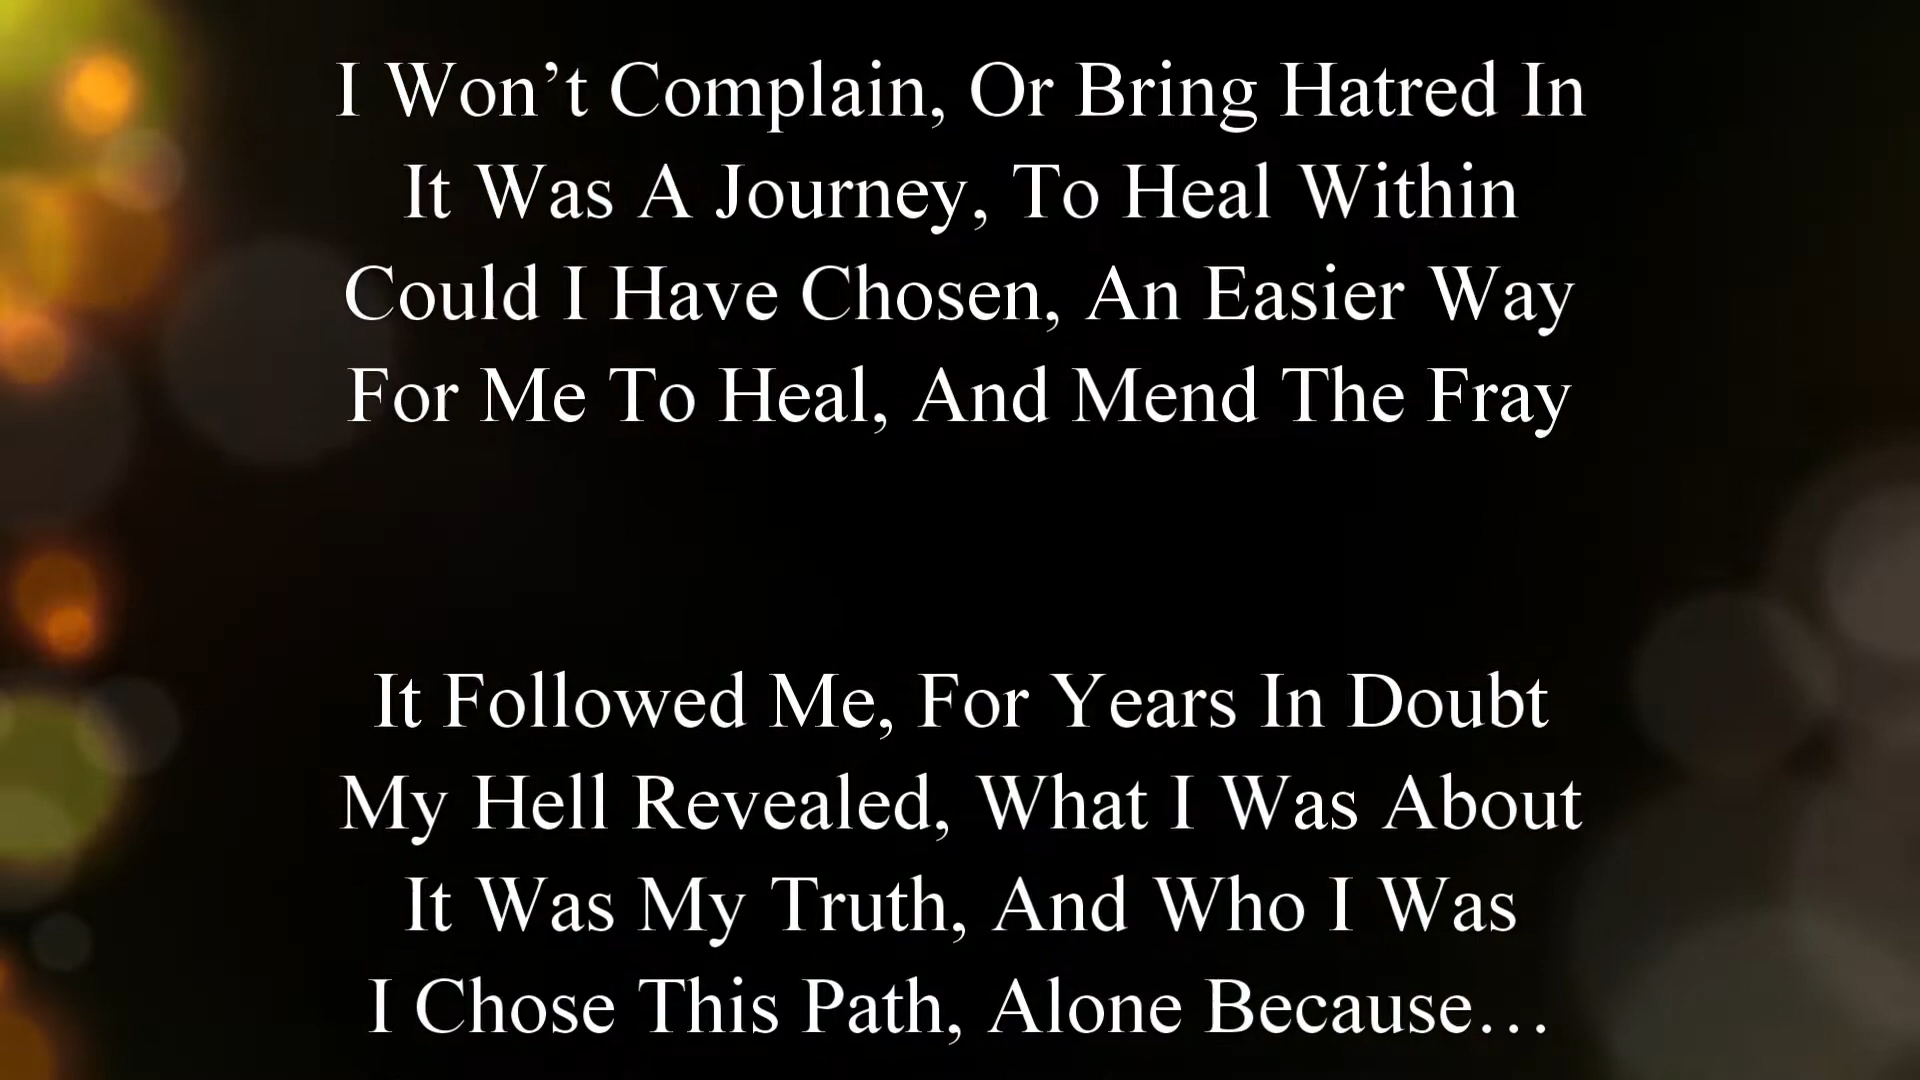 I Won’t Complain, Or Bring Hatred In
It Was A Journey, To Heal Within
Could I Have Chosen, An Easier Way
For Me To Heal, And Mend The Fray
It Followed Me, For Years In Doubt
My Hell Revealed, What I Was About
It Was My Truth, And Who I Was
I Chose This Path, Alone Because…